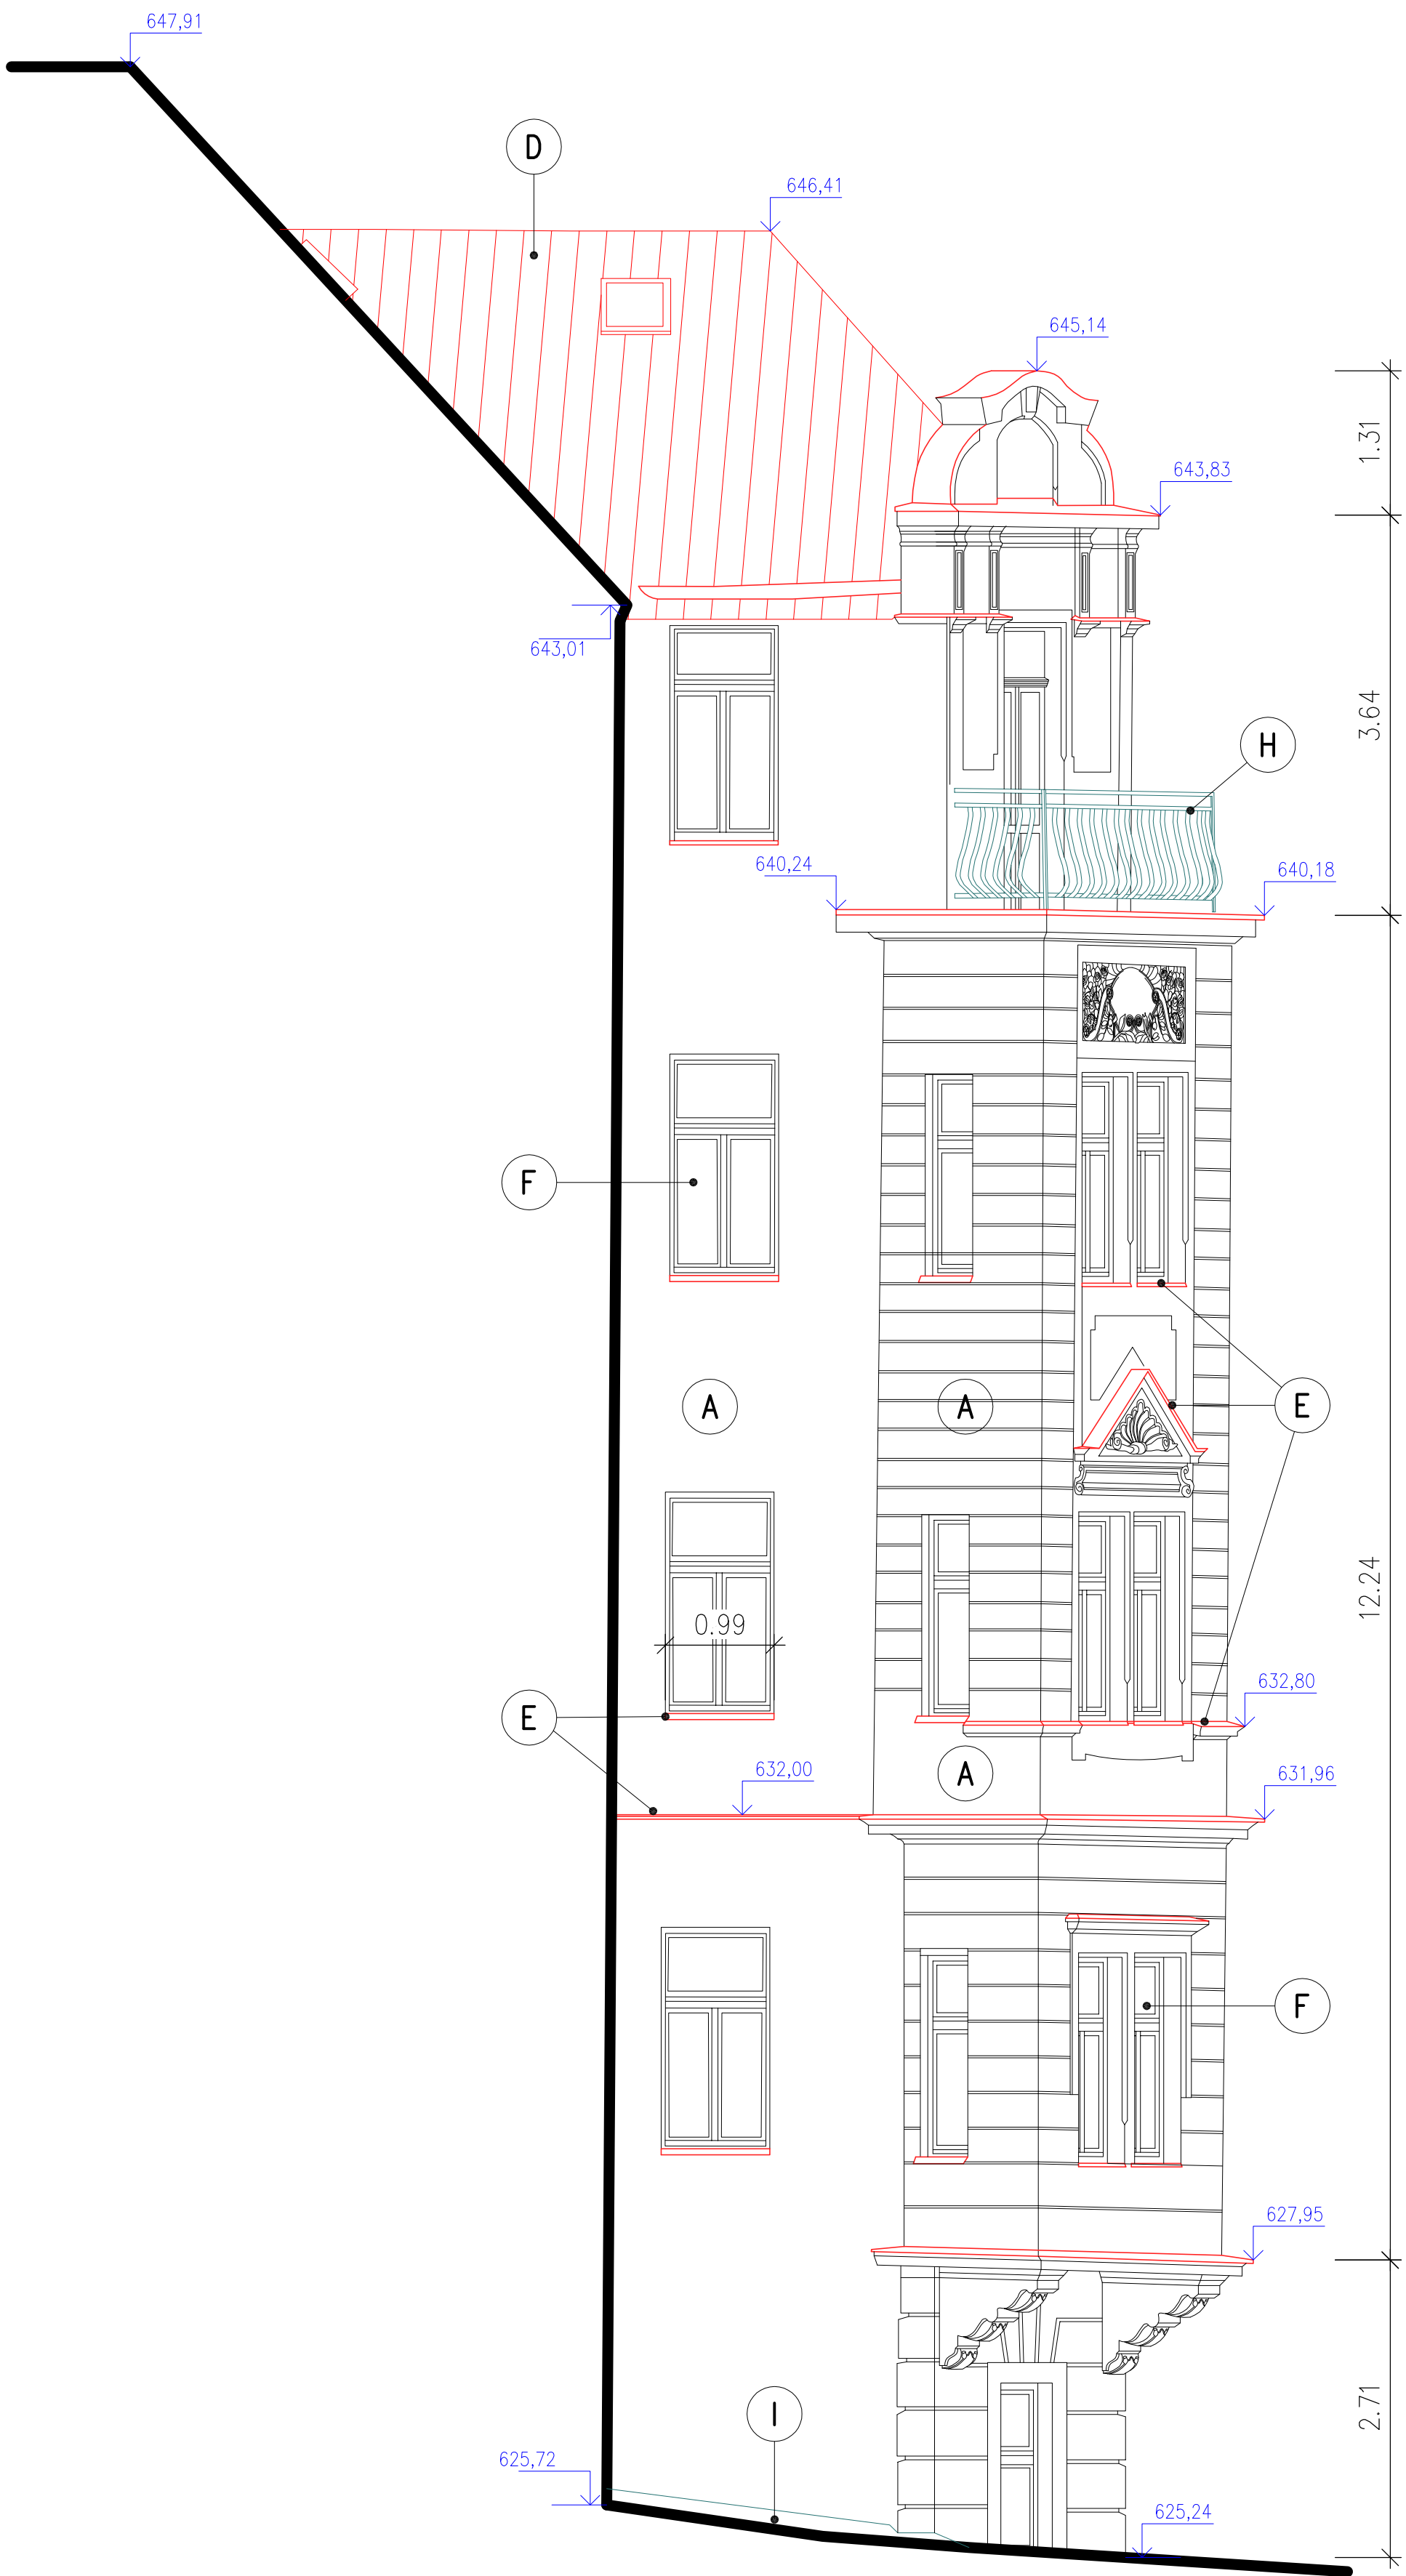 647,91
D
646,41
645,14
1.31
643,83
643,01
3.64
H
640,24
640,18
F
A
A
E
12.24
0.99
632,80
E
A
632,00
631,96
F
627,95
2.71
I
625,72
625,24